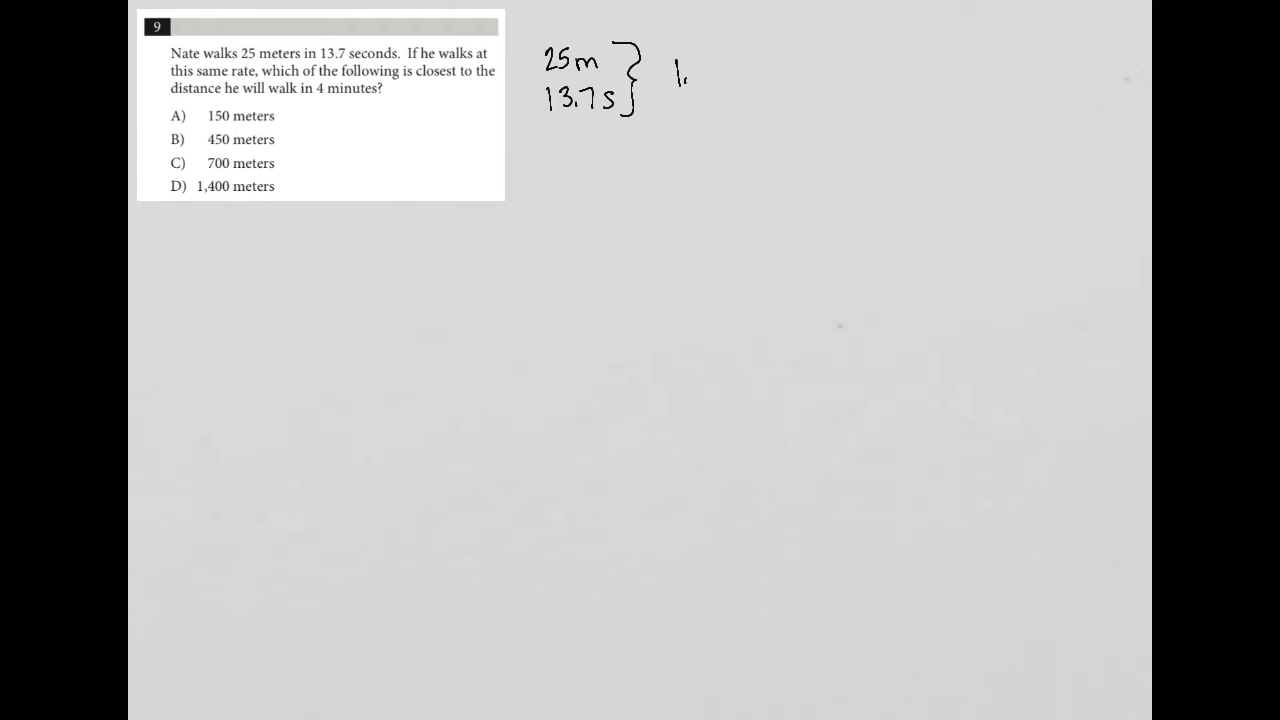 9
Nate walks 25 meters in 13.7 seconds. If he walks at
this same rate, which of the following is closest to the
distance he will walk in 4 minutes?
A) 150 meters
B) 450 meters
C) 700 meters
D) 1,400 meters
25m
13.7s
1.